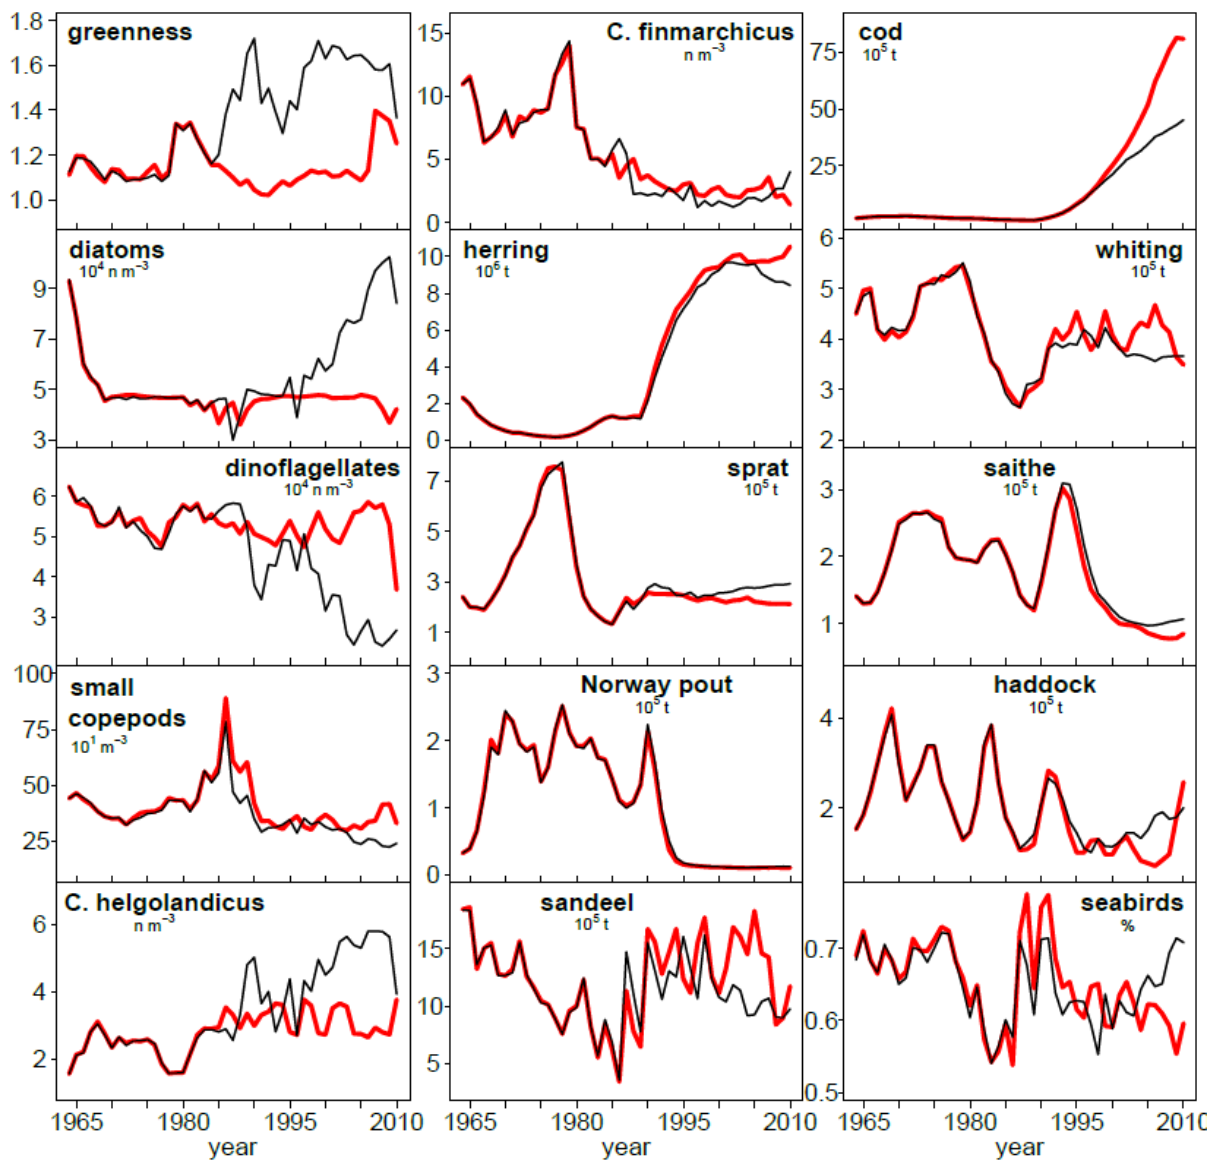 greenness
1.8
1.6
1.4
1.2
1.0
C. finmarchicus
n m⁻³
15
10
5
0
cod
10⁵ t
75
50
25
diatoms
10⁴ n m⁻³
9
7
5
3
herring
10⁶ t
10
8
6
4
2
0
whiting
10⁵ t
6
5
4
3
2
dinoflagellates
10⁴ n m⁻³
6
5
4
3
sprat
10⁵ t
7
5
3
1
saithe
10⁵ t
3
2
1
small
copepods
10¹ m⁻³
100
75
50
25
Norway pout
10⁵ t
3
2
1
0
haddock
10⁵ t
4
2
C. helgolandicus
n m⁻³
6
4
2
sandeel
10⁵ t
15
10
5
seabirds
%
0.7
0.6
0.5
1965 1980 1995 2010
year
1965 1980 1995 2010
year
1965 1980 1995 2010
year